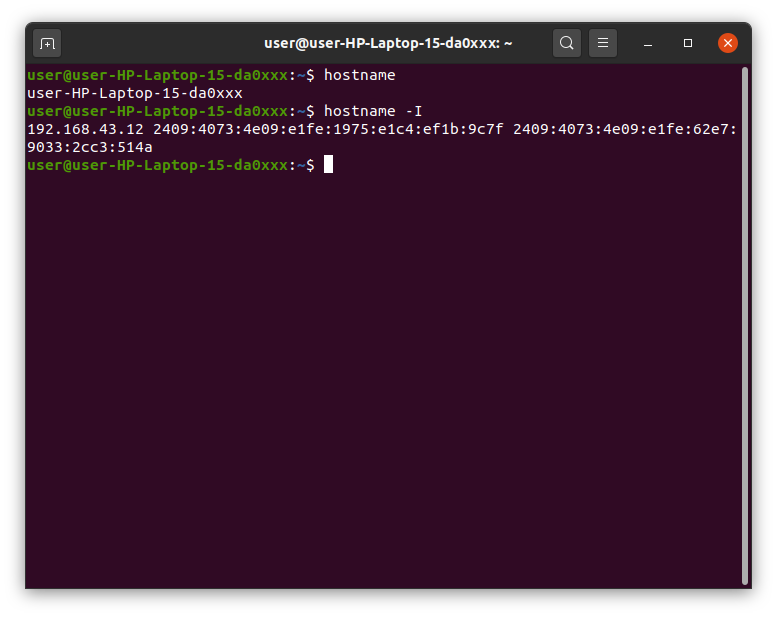 user@user-HP-Laptop-15-da0xxx: ~
user@user-HP-Laptop-15-da0xxx:~$ hostname
user-HP-Laptop-15-da0xxx
user@user-HP-Laptop-15-da0xxx:~$ hostname -I
192.168.43.12 2409:4073:4e09:e1fe:1975:e1c4:ef1b:9c7f 2409:4073:4e09:e1fe:62e7:
9033:2cc3:514a
user@user-HP-Laptop-15-da0xxx:~$